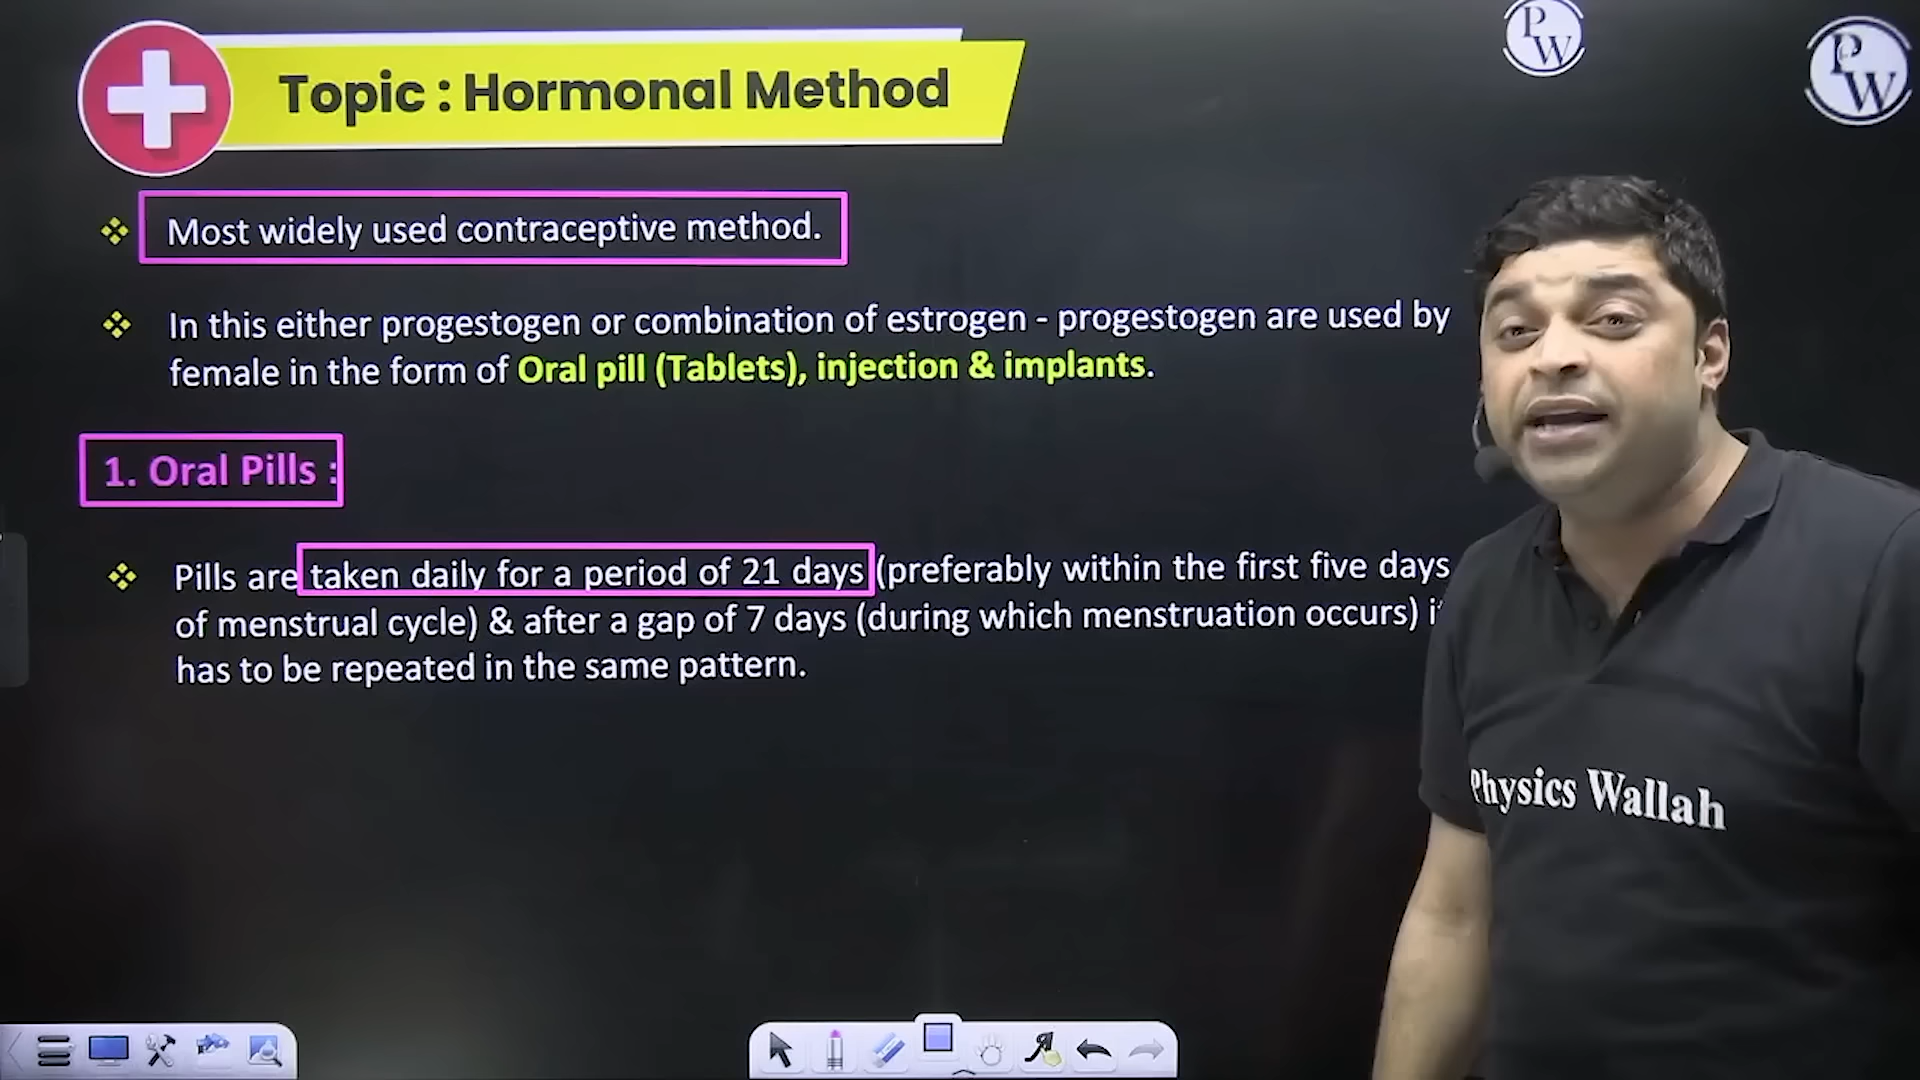 Topic : Hormonal Method
PW
PW
Most widely used contraceptive method.
In this either progestogen or combination of estrogen - progestogen are used by
female in the form of Oral pill (Tablets), injection & implants.
1. Oral Pills :
Pills are taken daily for a period of 21 days (preferably within the first five days
of menstrual cycle) & after a gap of 7 days (during which menstruation occurs)
has to be repeated in the same pattern.
Physics Wallah